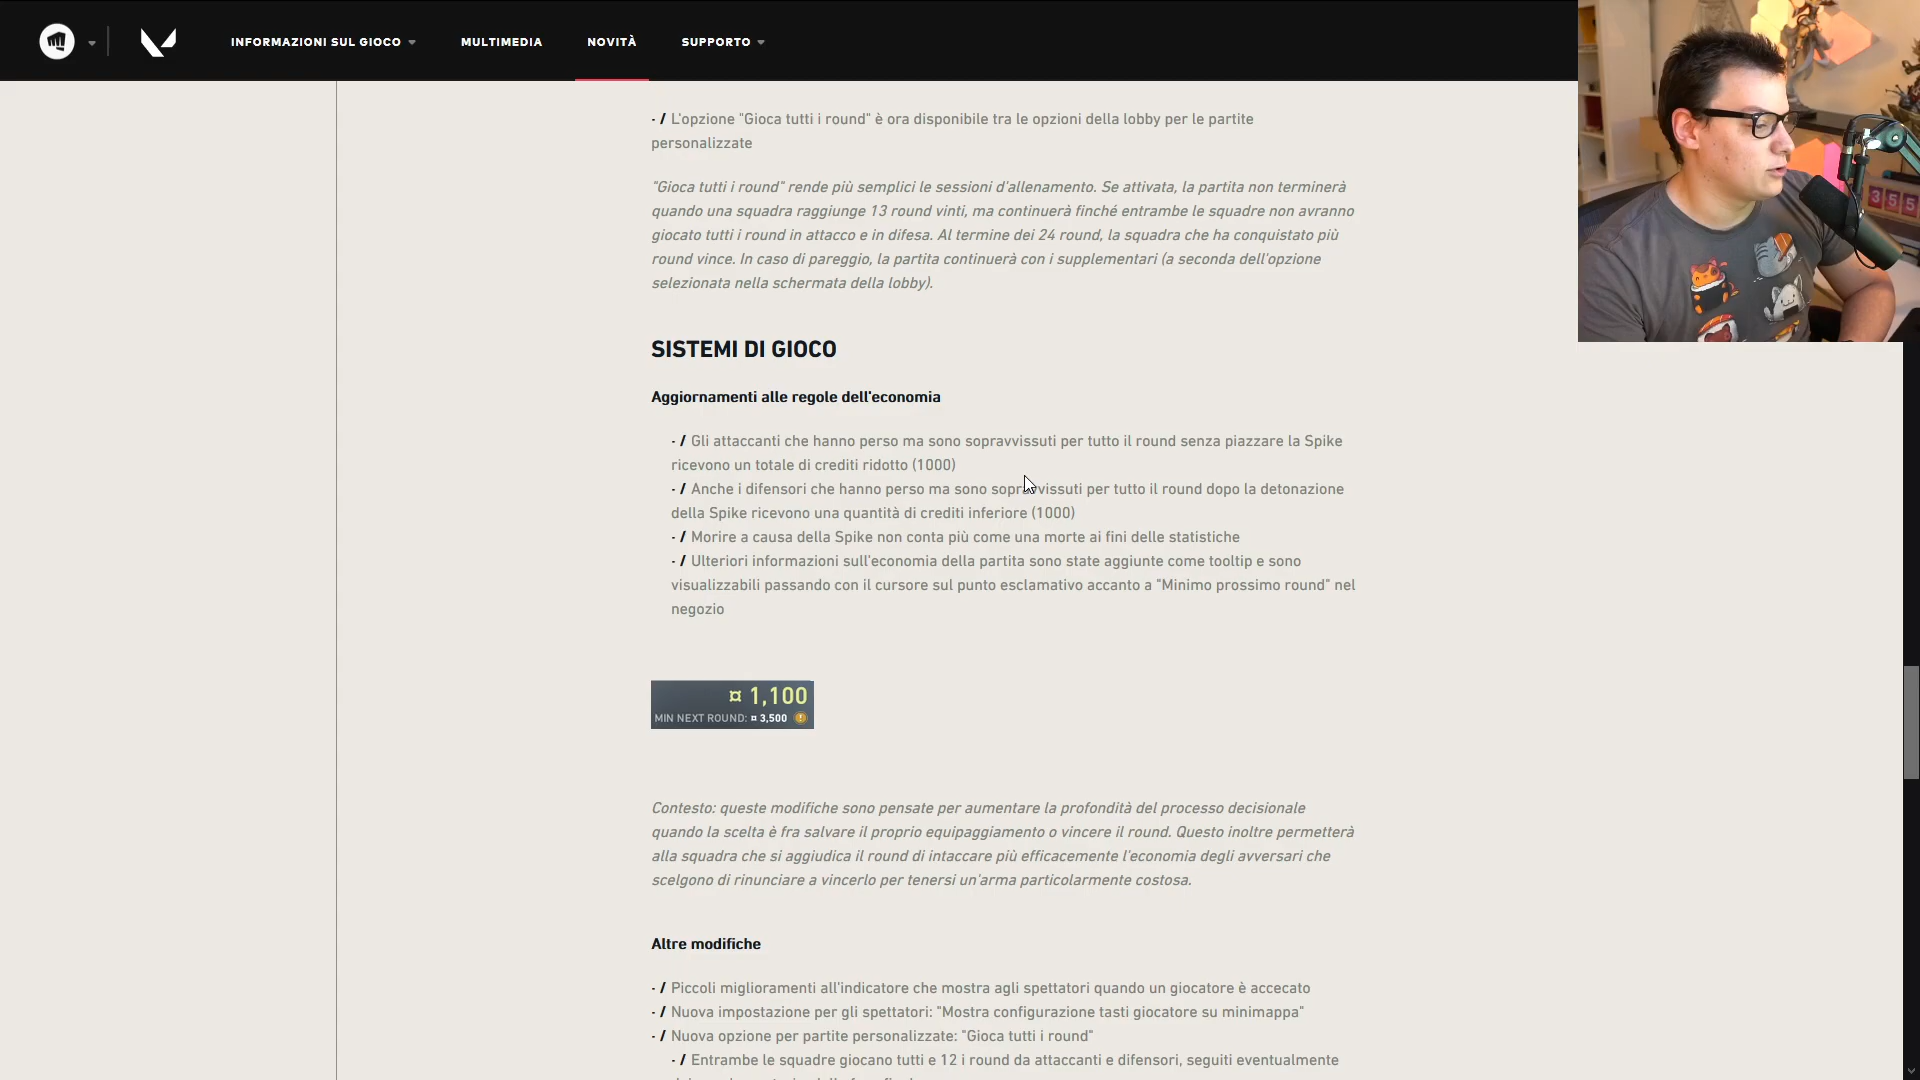 INFORMAZIONI SUL GIOCO MULTIMEDIA NOVITÀ SUPPORTO
- / L'opzione "Gioca tutti i round" è ora disponibile tra le opzioni della lobby per le partite
personalizzate
"Gioca tutti i round" rende più semplici le sessioni d'allenamento. Se attivata, la partita non terminerà
quando una squadra raggiunge 13 round vinti, ma continuerà finché entrambe le squadre non avranno
giocato tutti i round in attacco e in difesa. Al termine dei 24 round, la squadra che ha conquistato più
round vince. In caso di pareggio, la partita continuerà con i supplementari (a seconda dell'opzione
selezionata nella schermata della lobby).
355
SISTEMI DI GIOCO
Aggiornamenti alle regole dell'economia
- / Gli attaccanti che hanno perso ma sono sopravvissuti per tutto il round senza piazzare la Spike
ricevono un totale di crediti ridotto (1000)
- / Anche i difensori che hanno perso ma sono sopravvissuti per tutto il round dopo la detonazione
della Spike ricevono una quantità di crediti inferiore (1000)
- / Morire a causa della Spike non conta più come una morte ai fini delle statistiche
- / Ulteriori informazioni sull'economia della partita sono state aggiunte come tooltip e sono
visualizzabili passando con il cursore sul punto esclamativo accanto a "Minimo prossimo round" nel
negozio
¤ 1,100
MIN NEXT ROUND: ¤ 3,500 !
Contesto: queste modifiche sono pensate per aumentare la profondità del processo decisionale
quando la scelta è fra salvare il proprio equipaggiamento o vincere il round. Questo inoltre permetterà
alla squadra che si aggiudica il round di intaccare più efficacemente l'economia degli avversari che
scelgono di rinunciare a vincerlo per tenersi un'arma particolarmente costosa.
Altre modifiche
- / Piccoli miglioramenti all'indicatore che mostra agli spettatori quando un giocatore è accecato
- / Nuova impostazione per gli spettatori: "Mostra configurazione tasti giocatore su minimappa"
- / Nuova opzione per partite personalizzate: "Gioca tutti i round"
- / Entrambe le squadre giocano tutti e 12 i round da attaccanti e difensori, seguiti eventualmente